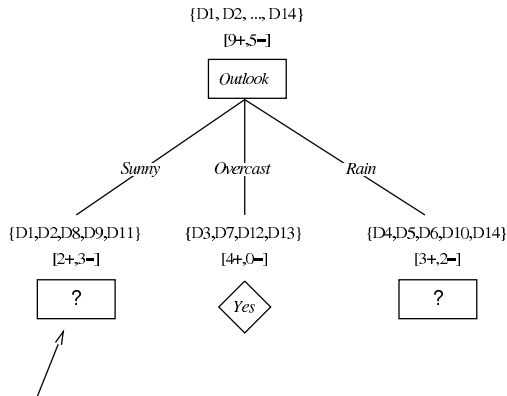 {D1, D2, ..., D14}
[9+,5−]
Outlook
Sunny Overcast Rain
{D1,D2,D8,D9,D11} {D3,D7,D12,D13} {D4,D5,D6,D10,D14}
[2+,3−] [4+,0−] [3+,2−]
? Yes ?